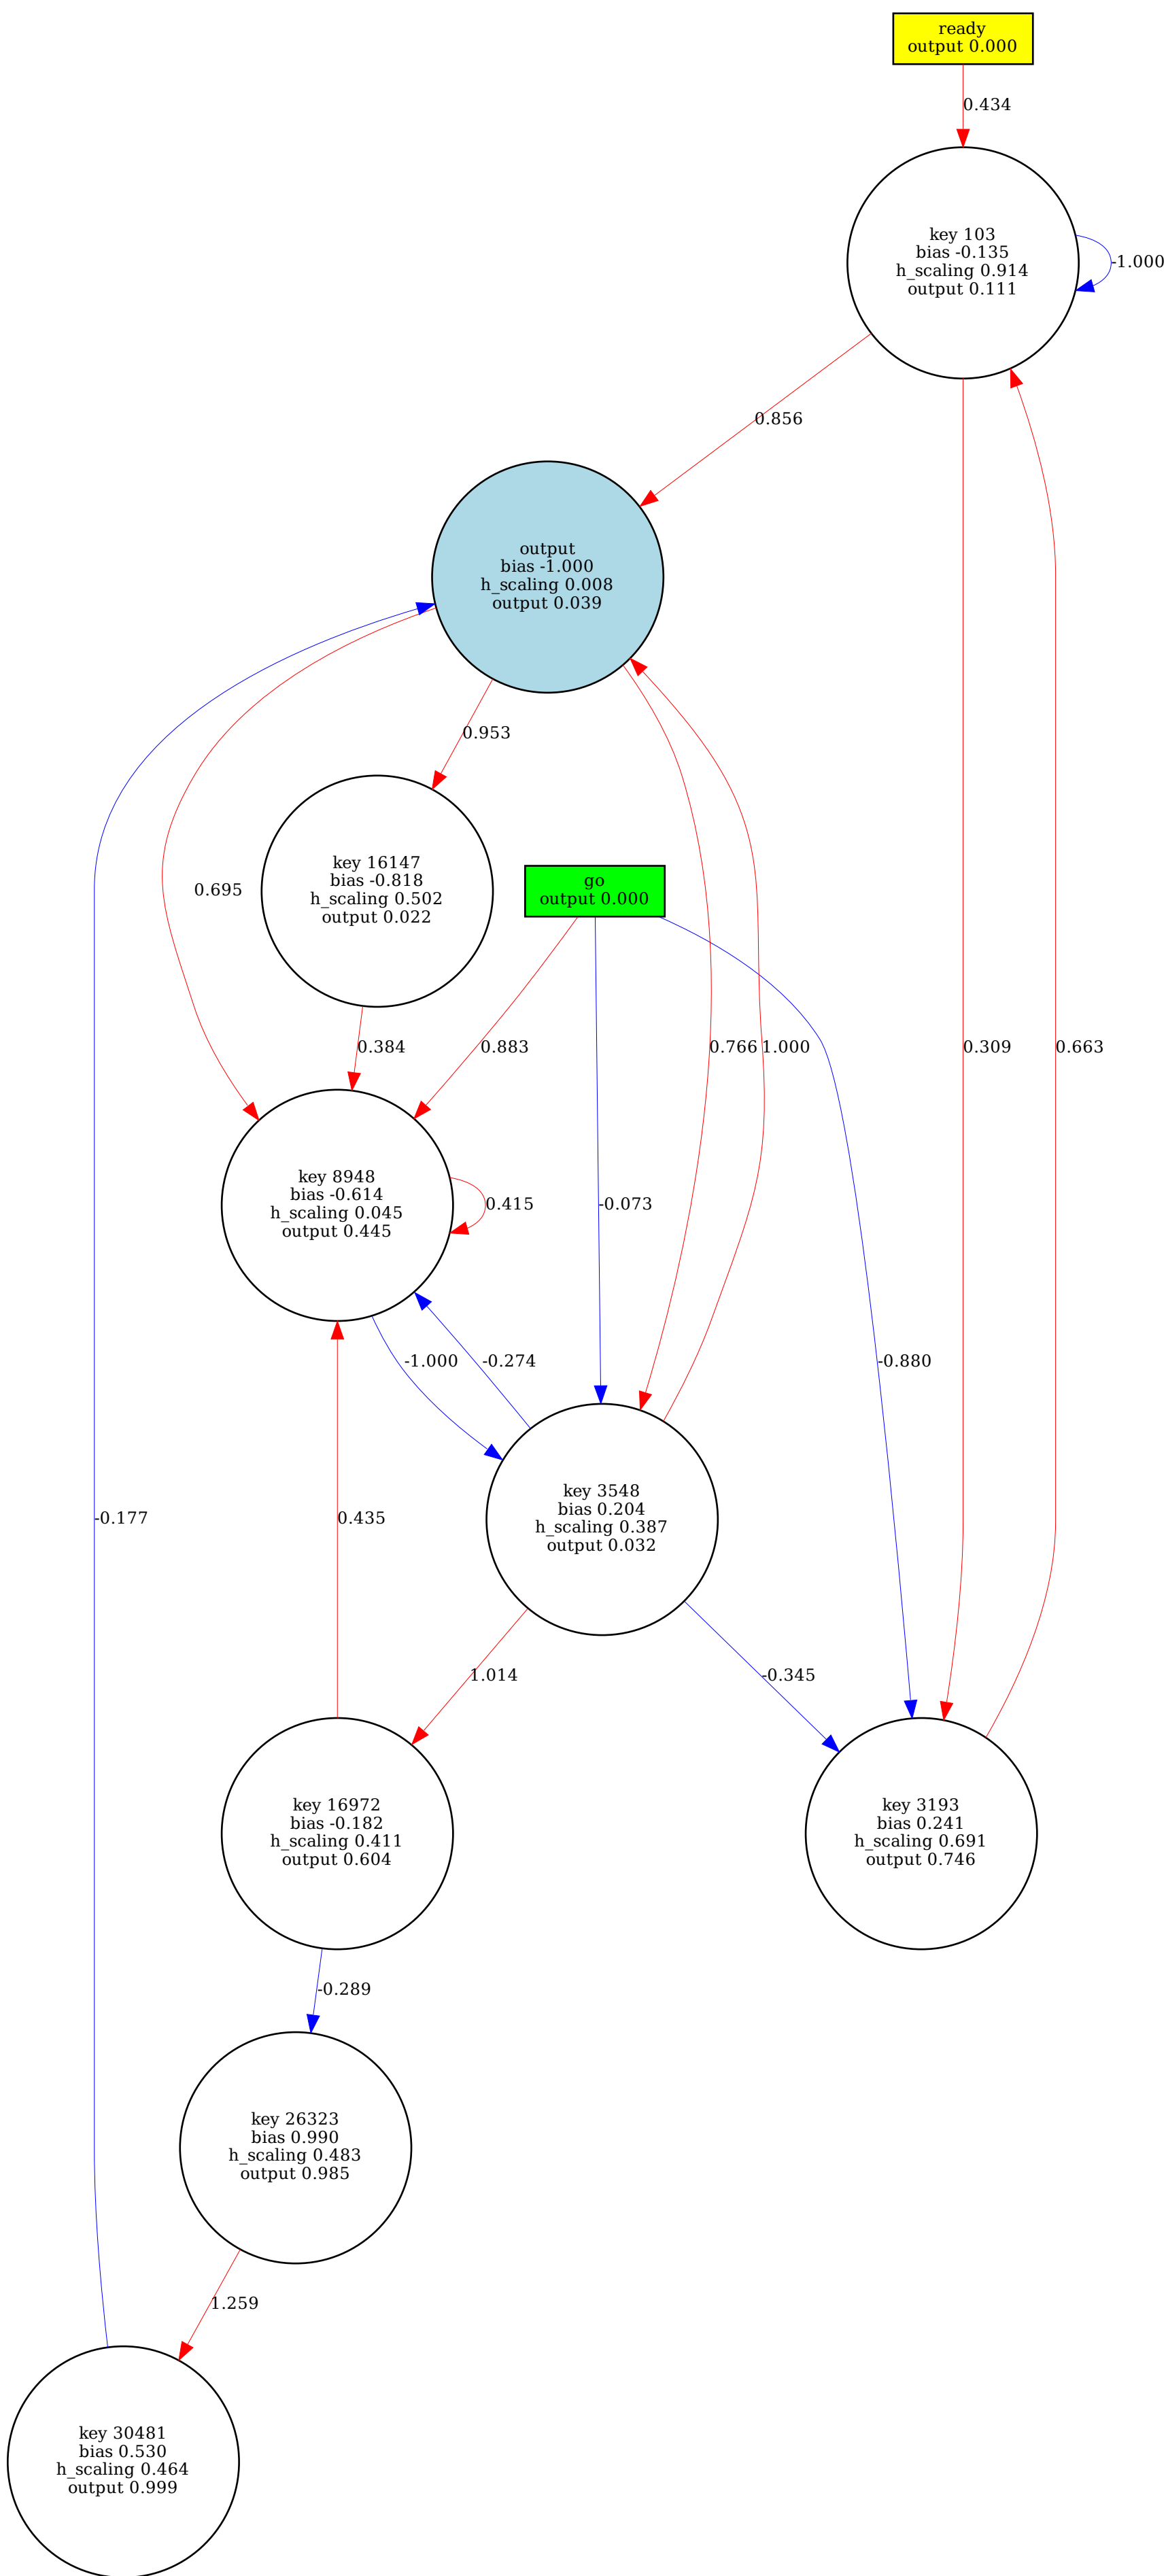 ready
output 0.000
0.434
key 103
bias -0.135
h_scaling 0.914
output 0.111
-1.000
0.856
output
bias -1.000
h_scaling 0.008
output 0.039
0.953
key 16147
bias -0.818
h_scaling 0.502
output 0.022
go
output 0.000
0.695
0.384
0.883
0.766
1.000
0.309
0.663
key 8948
bias -0.614
h_scaling 0.045
output 0.445
0.415
-0.073
-1.000
-0.274
-0.880
key 3548
bias 0.204
h_scaling 0.387
output 0.032
-0.177
0.435
1.014
-0.345
key 16972
bias -0.182
h_scaling 0.411
output 0.604
key 3193
bias 0.241
h_scaling 0.691
output 0.746
-0.289
key 26323
bias 0.990
h_scaling 0.483
output 0.985
1.259
key 30481
bias 0.530
h_scaling 0.464
output 0.999